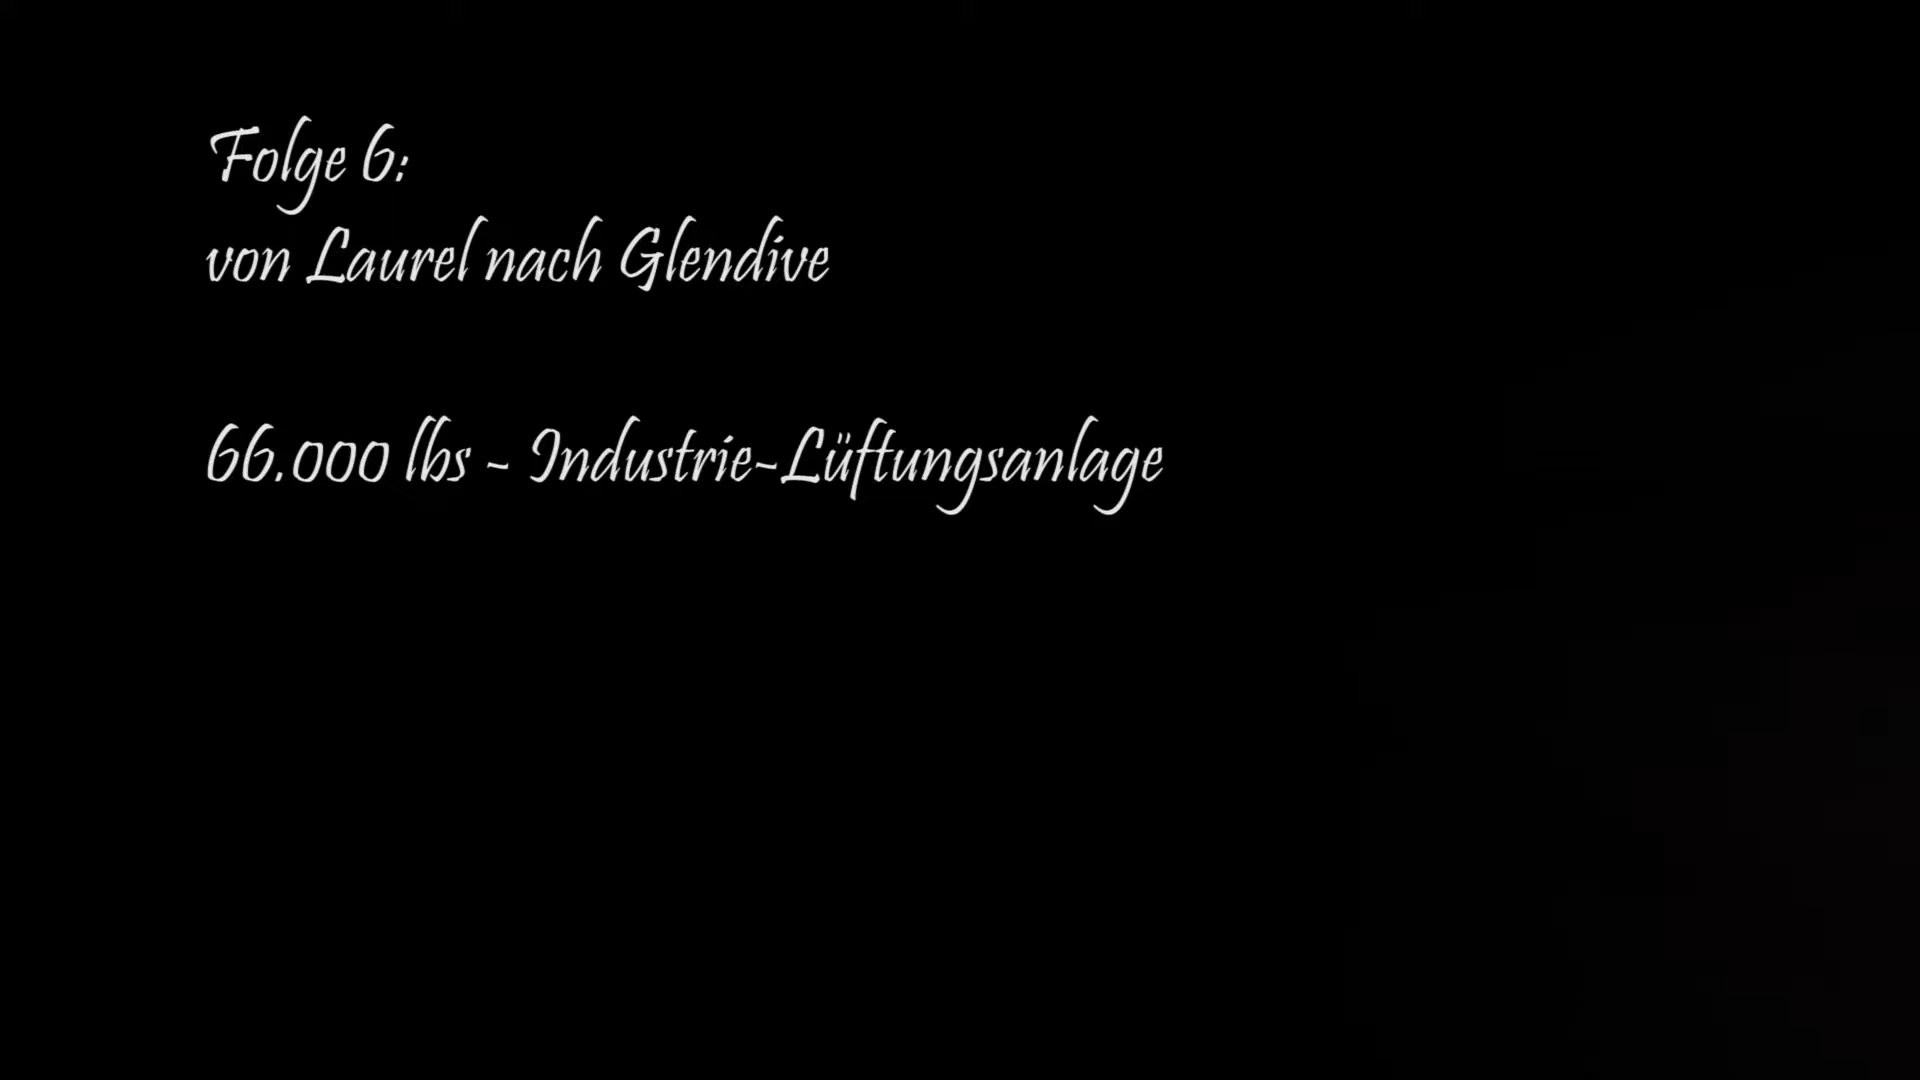 Folge 6:
von Laurel nach Glendive
66.000 lbs - Industrie-Lüftungsanlage